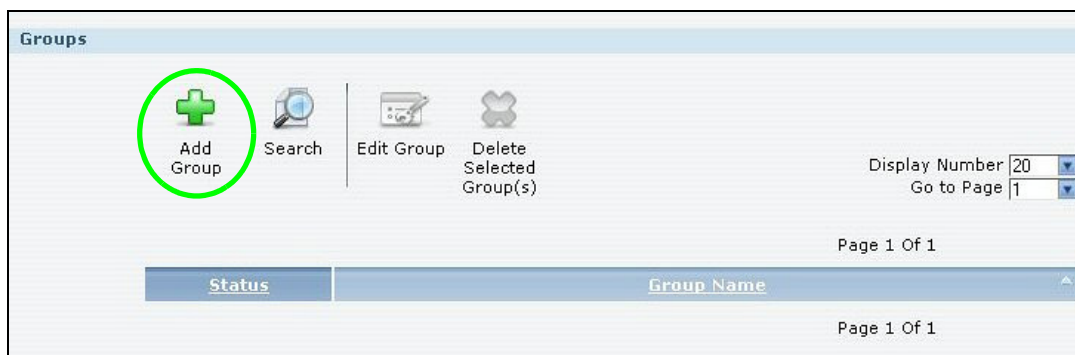 Groups
Add
Group
Search
Edit Group
Delete
Selected
Group(s)
Display Number 20
Go to Page 1
Page 1 Of 1
Status Group Name
Page 1 Of 1